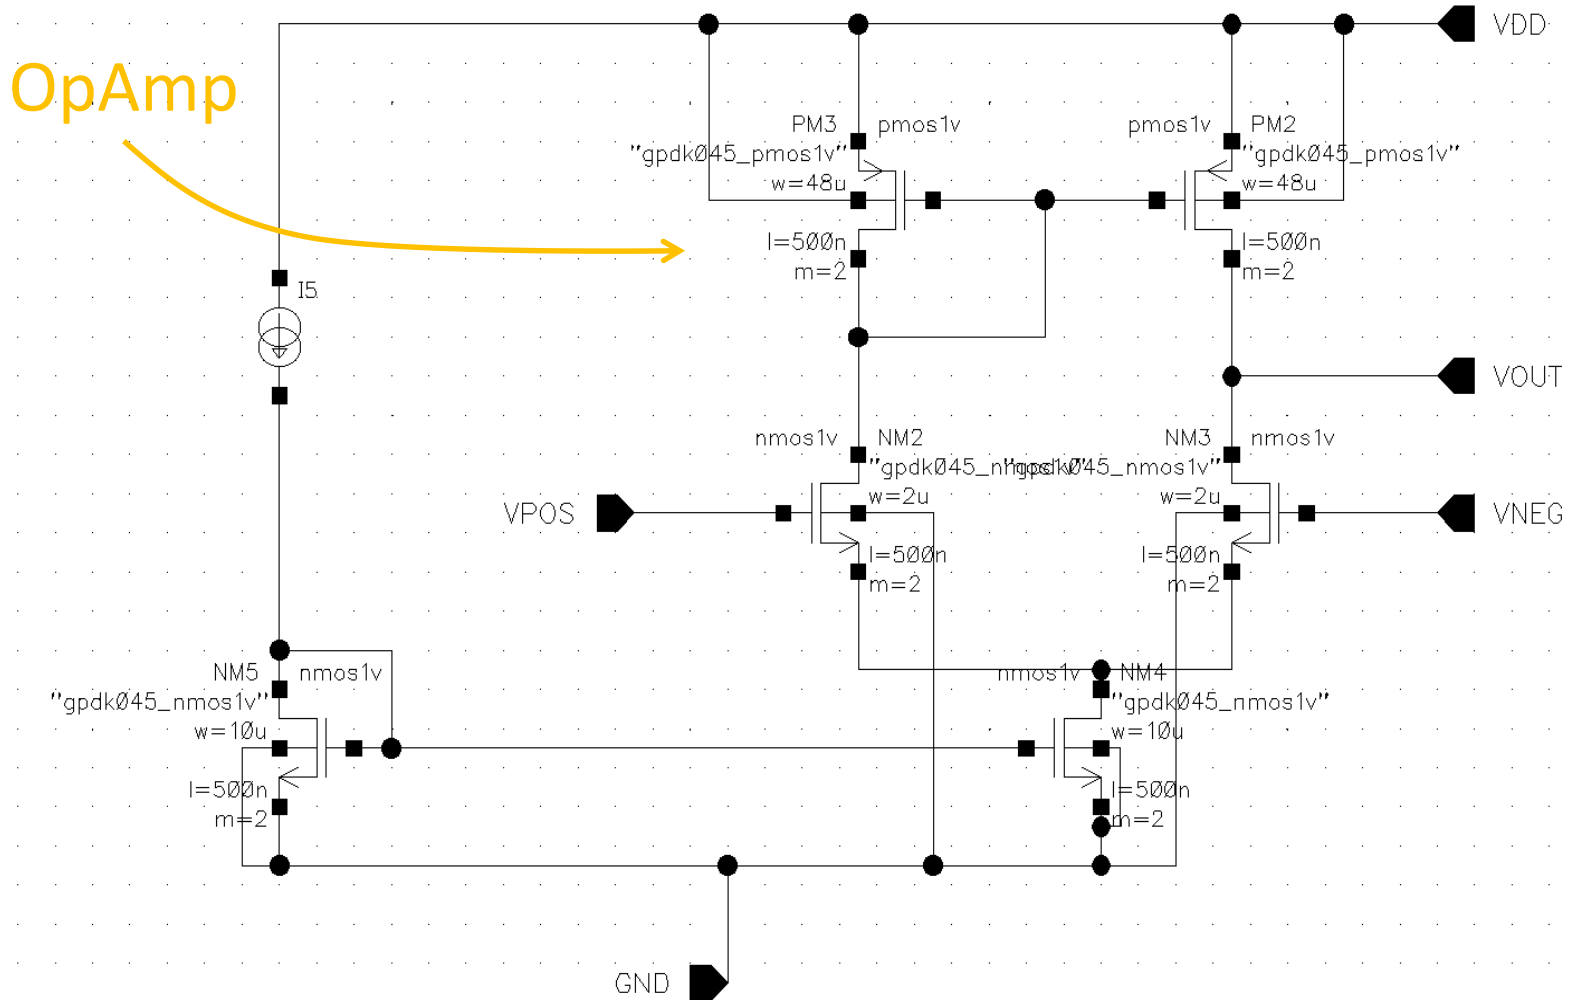 VDD
OpAmp
PM3
pmos1v
pmos1v
PM2
"gpdk045_pmos1v"
"gpdk045_pmos1v"
w=48u
w=48u
l=500n
l=500n
m=2
m=2
I5
VOUT
nmos1v
NM2
NM3
nmos1v
"gpdk045_nmos1v"
"gpdk045_nmos1v"
w=2u
w=2u
VPOS
VNEG
l=500n
l=500n
m=2
m=2
NM5
nmos1v
nmos1v
NM4
"gpdk045_nmos1v"
"gpdk045_nmos1v"
w=10u
w=10u
l=500n
l=500n
m=2
m=2
GND